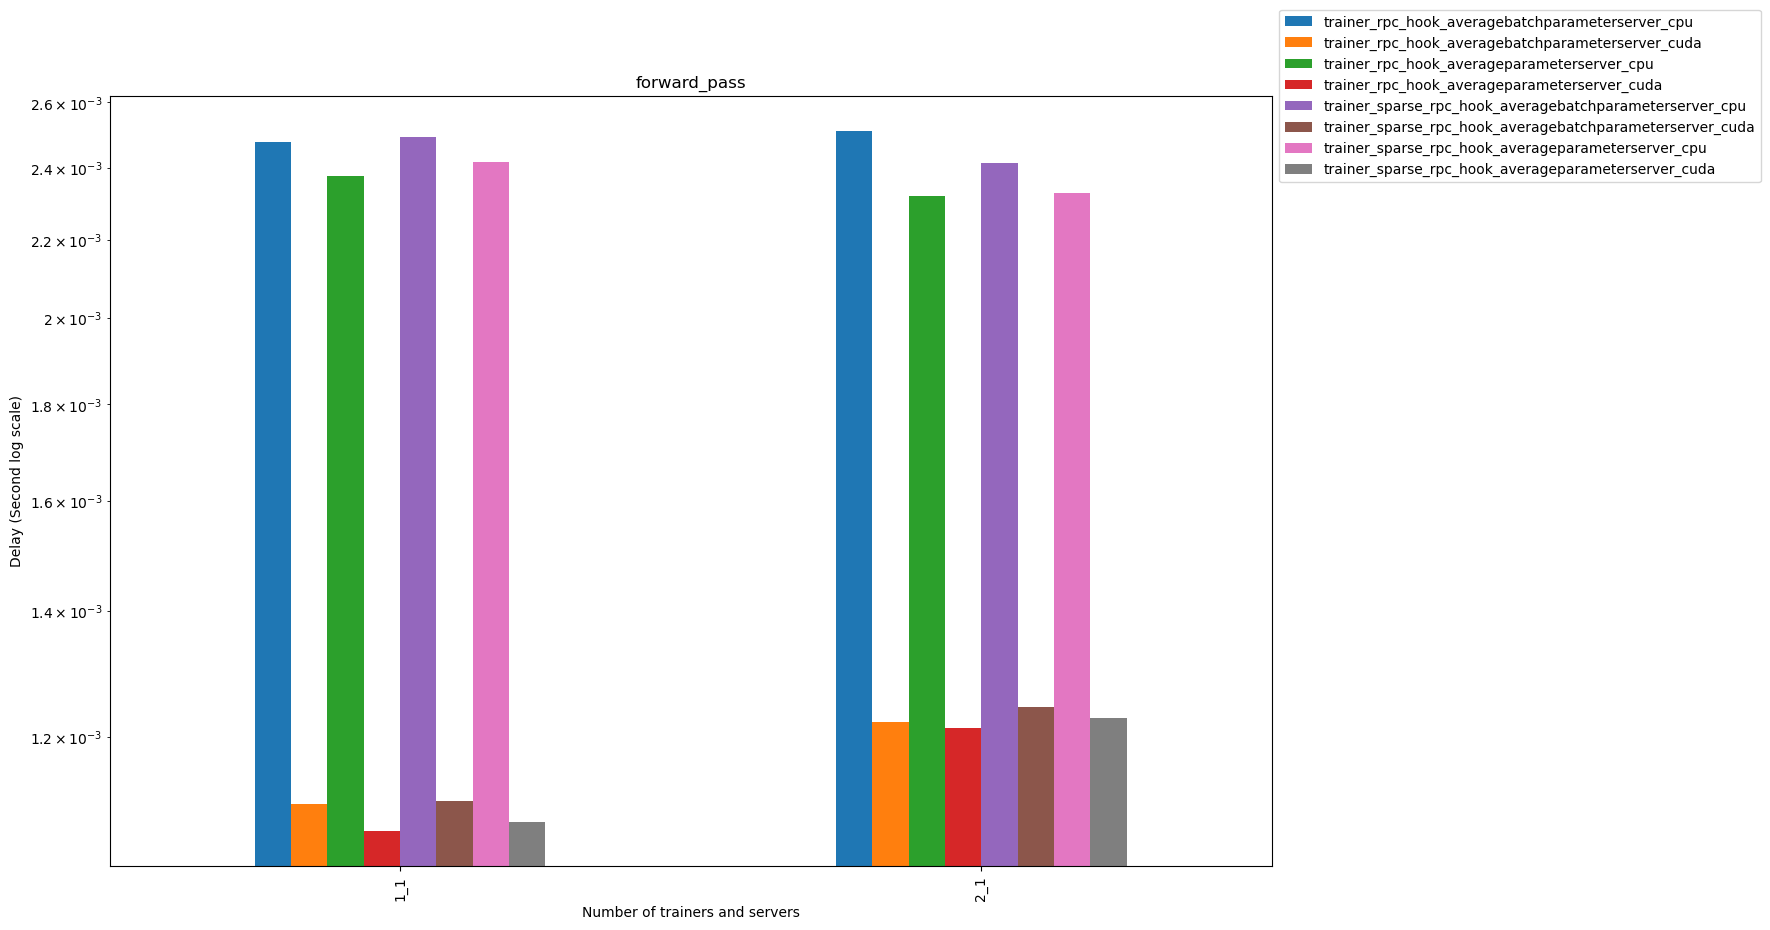 forward_pass
trainer_rpc_hook_averagebatchparameterserver_cpu
trainer_rpc_hook_averagebatchparameterserver_cuda
trainer_rpc_hook_averageparameterserver_cpu
trainer_rpc_hook_averageparameterserver_cuda
trainer_sparse_rpc_hook_averagebatchparameterserver_cpu
trainer_sparse_rpc_hook_averagebatchparameterserver_cuda
trainer_sparse_rpc_hook_averageparameterserver_cpu
trainer_sparse_rpc_hook_averageparameterserver_cuda
Delay (Second log scale)
2.6 × 10⁻³
2.4 × 10⁻³
2.2 × 10⁻³
2 × 10⁻³
1.8 × 10⁻³
1.6 × 10⁻³
1.4 × 10⁻³
1.2 × 10⁻³
1_1
2_1
Number of trainers and servers